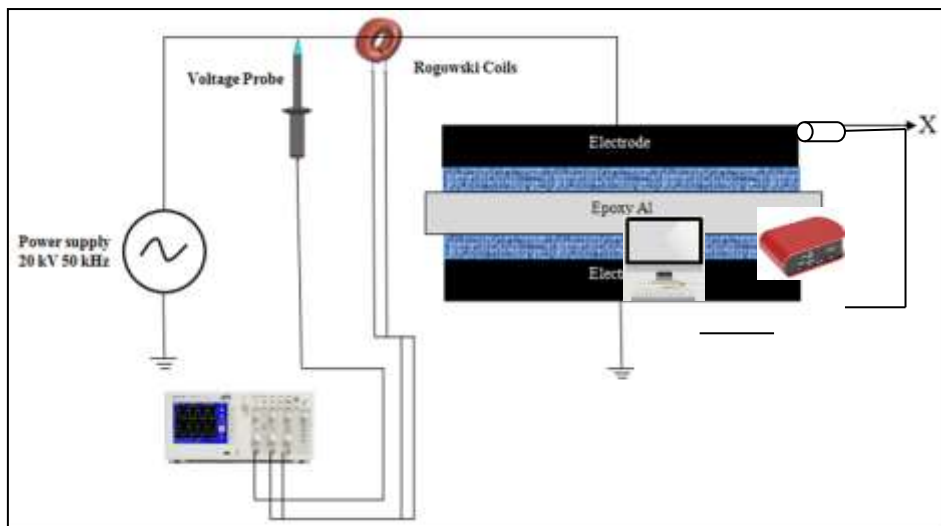 Voltage Probe
Rogowski Coils
X
Electrode
Epoxy Al
Power supply
20 kV 50 kHz
Elect